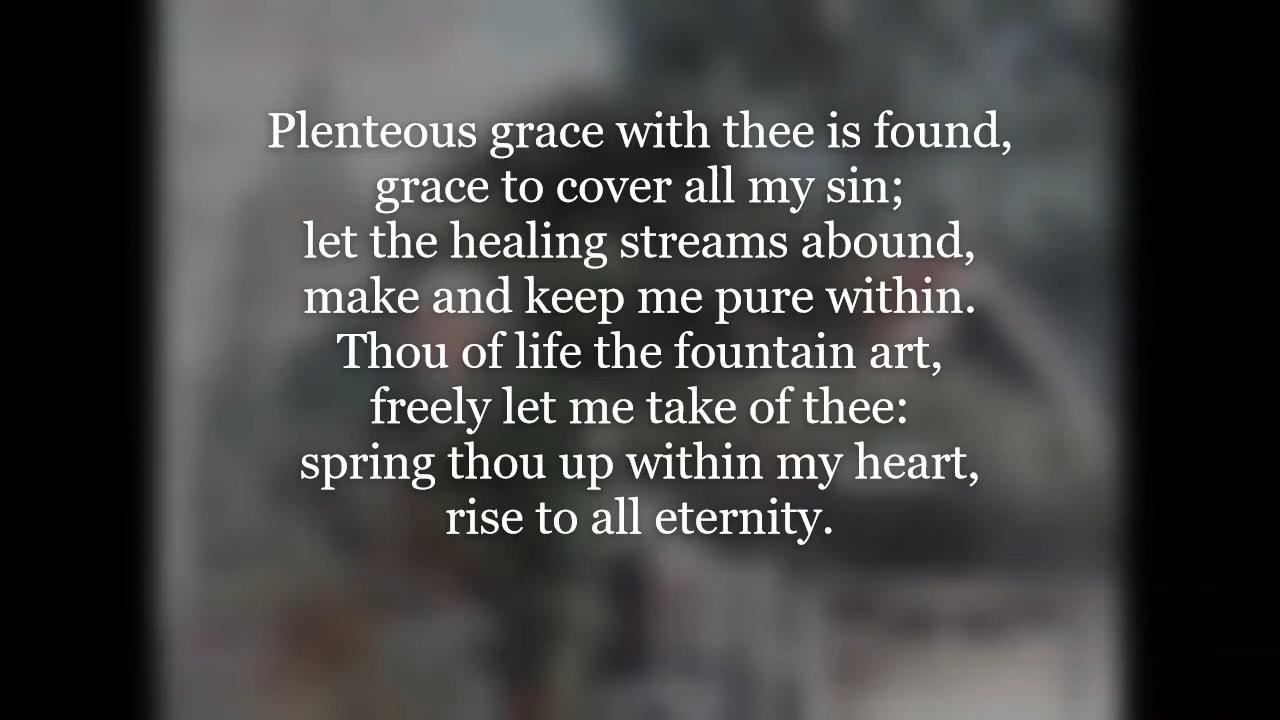 Plenteous grace with thee is found,
grace to cover all my sin;
let the healing streams abound,
make and keep me pure within.
Thou of life the fountain art,
freely let me take of thee:
spring thou up within my heart,
rise to all eternity.